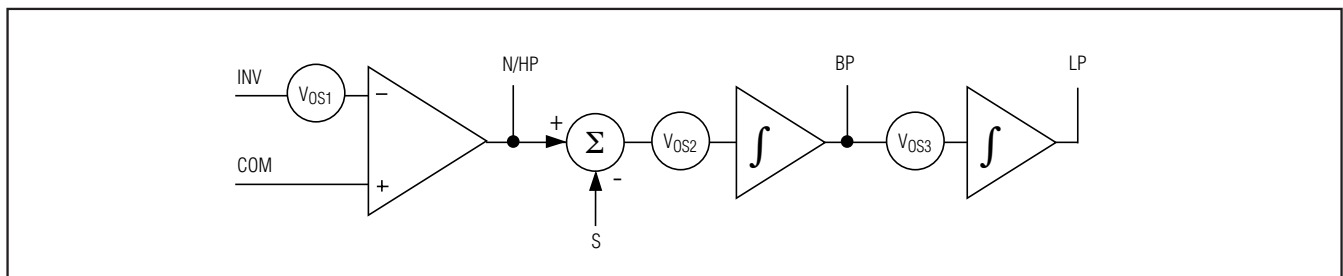 INV
V_OS1
−
COM
+
N/HP
+
Σ
-
S
V_OS2
∫
BP
V_OS3
∫
LP